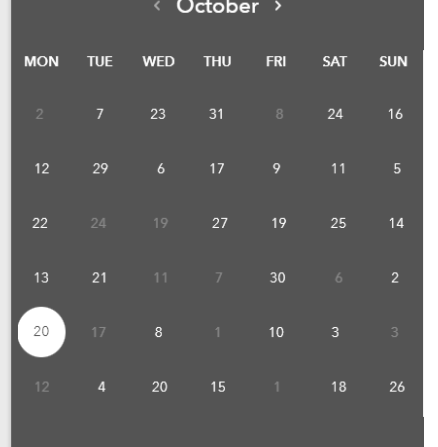 ‹ October ›
MON TUE WED THU FRI SAT SUN
2 7 23 31 8 24 16
12 29 6 17 9 11 5
22 24 19 27 19 25 14
13 21 11 7 30 6 2
20 17 8 1 10 3 3
12 4 20 15 1 18 26